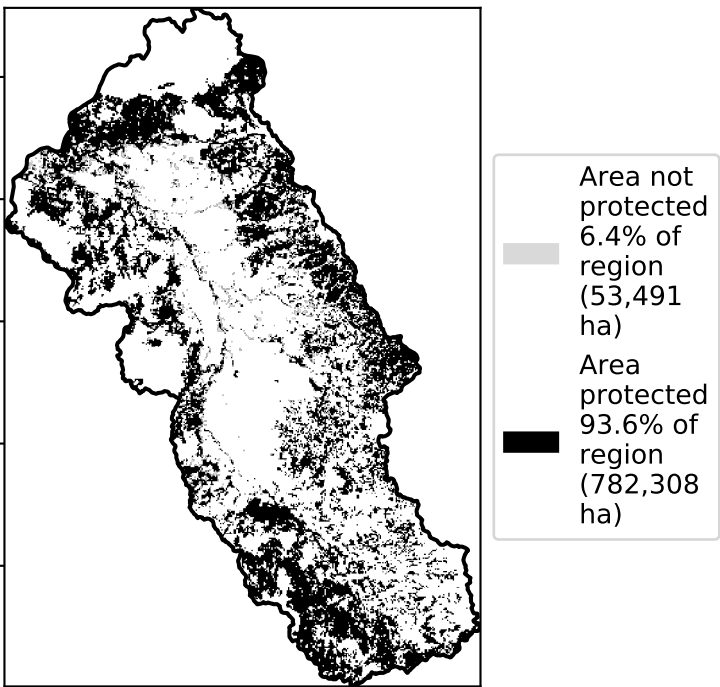 Area not
protected
6.4% of
region
(53,491
ha)
Area
protected
93.6% of
region
(782,308
ha)